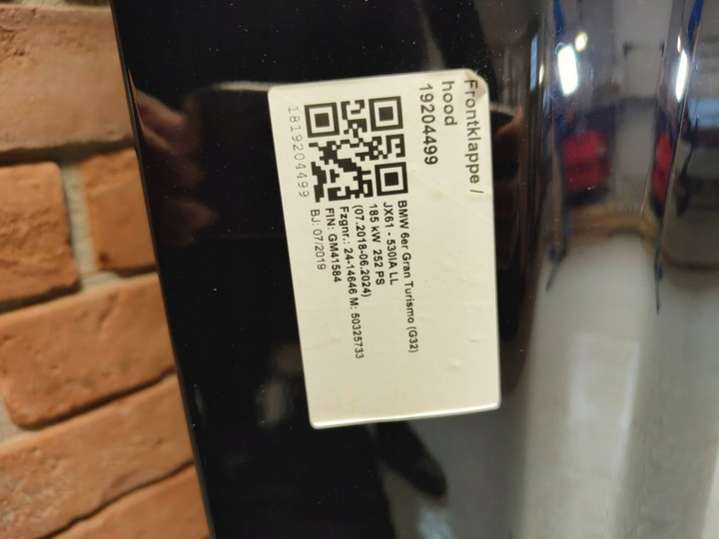 Frontklappe /
hood
19204499
1819204499
BMW 6er Gran Turismo (G32)
JX61 - 530IA LL
185 kW 252 PS
(07.2018-06.2024)
Fzgnr.: 24-14646 M: 50325733
FIN: GM41584
BJ: 07/2019